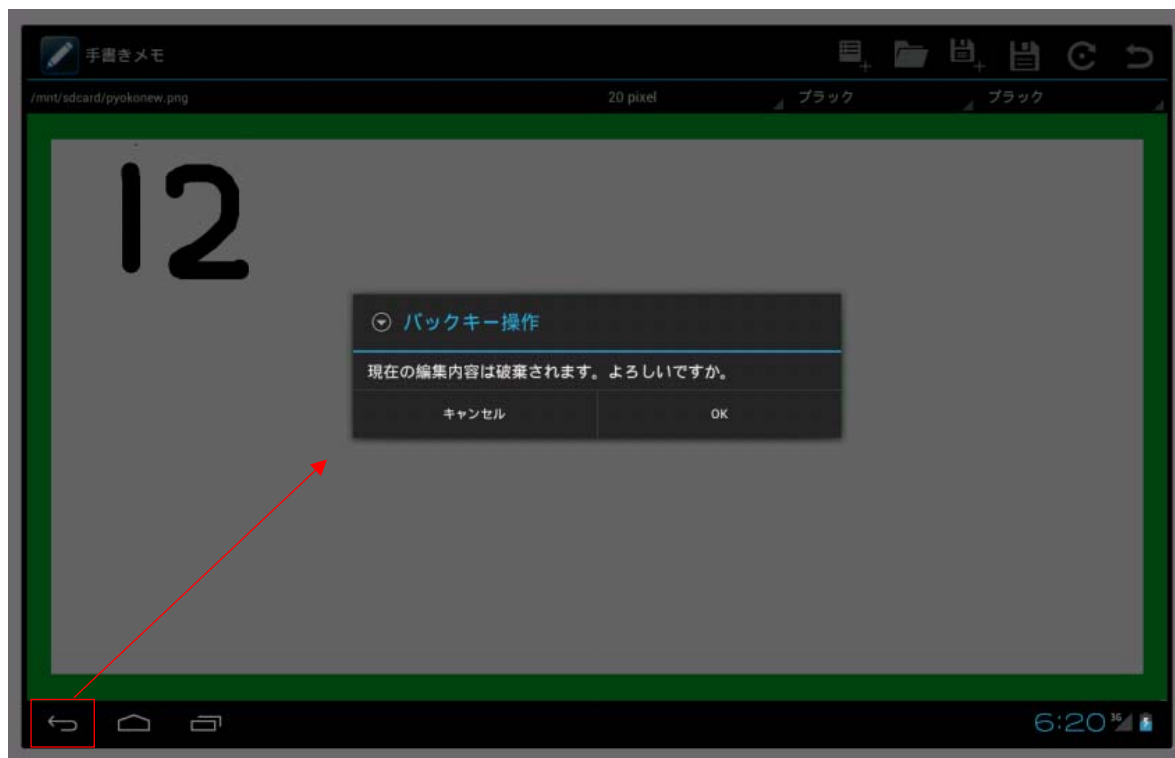 手書きメモ
/mnt/sdcard/pyokonew.png 20 pixel ブラック ブラック
12
バックキー操作
現在の編集内容は破棄されます。よろしいですか。
キャンセル OK
6:20 3G